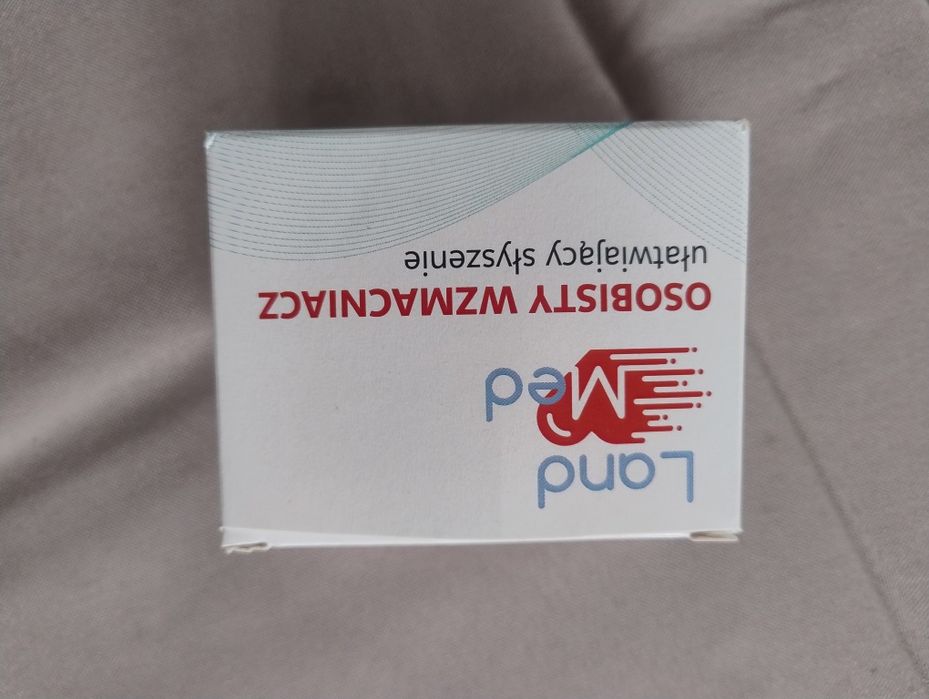 Land
Med
OSOBISTY WZMACNIACZ
ułatwiający słyszenie